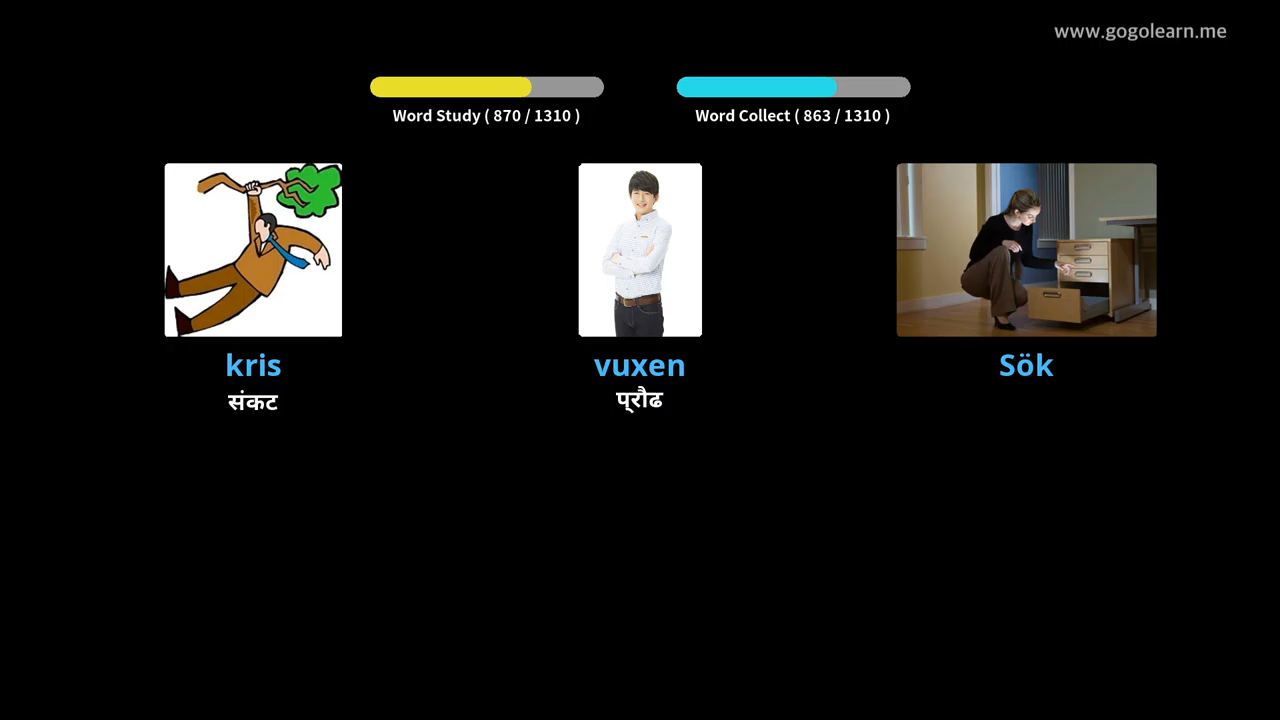 www.gogolearn.me
Word Study ( 870 / 1310 )
Word Collect ( 863 / 1310 )
kris
vuxen
Sök
संकट
प्रौढ